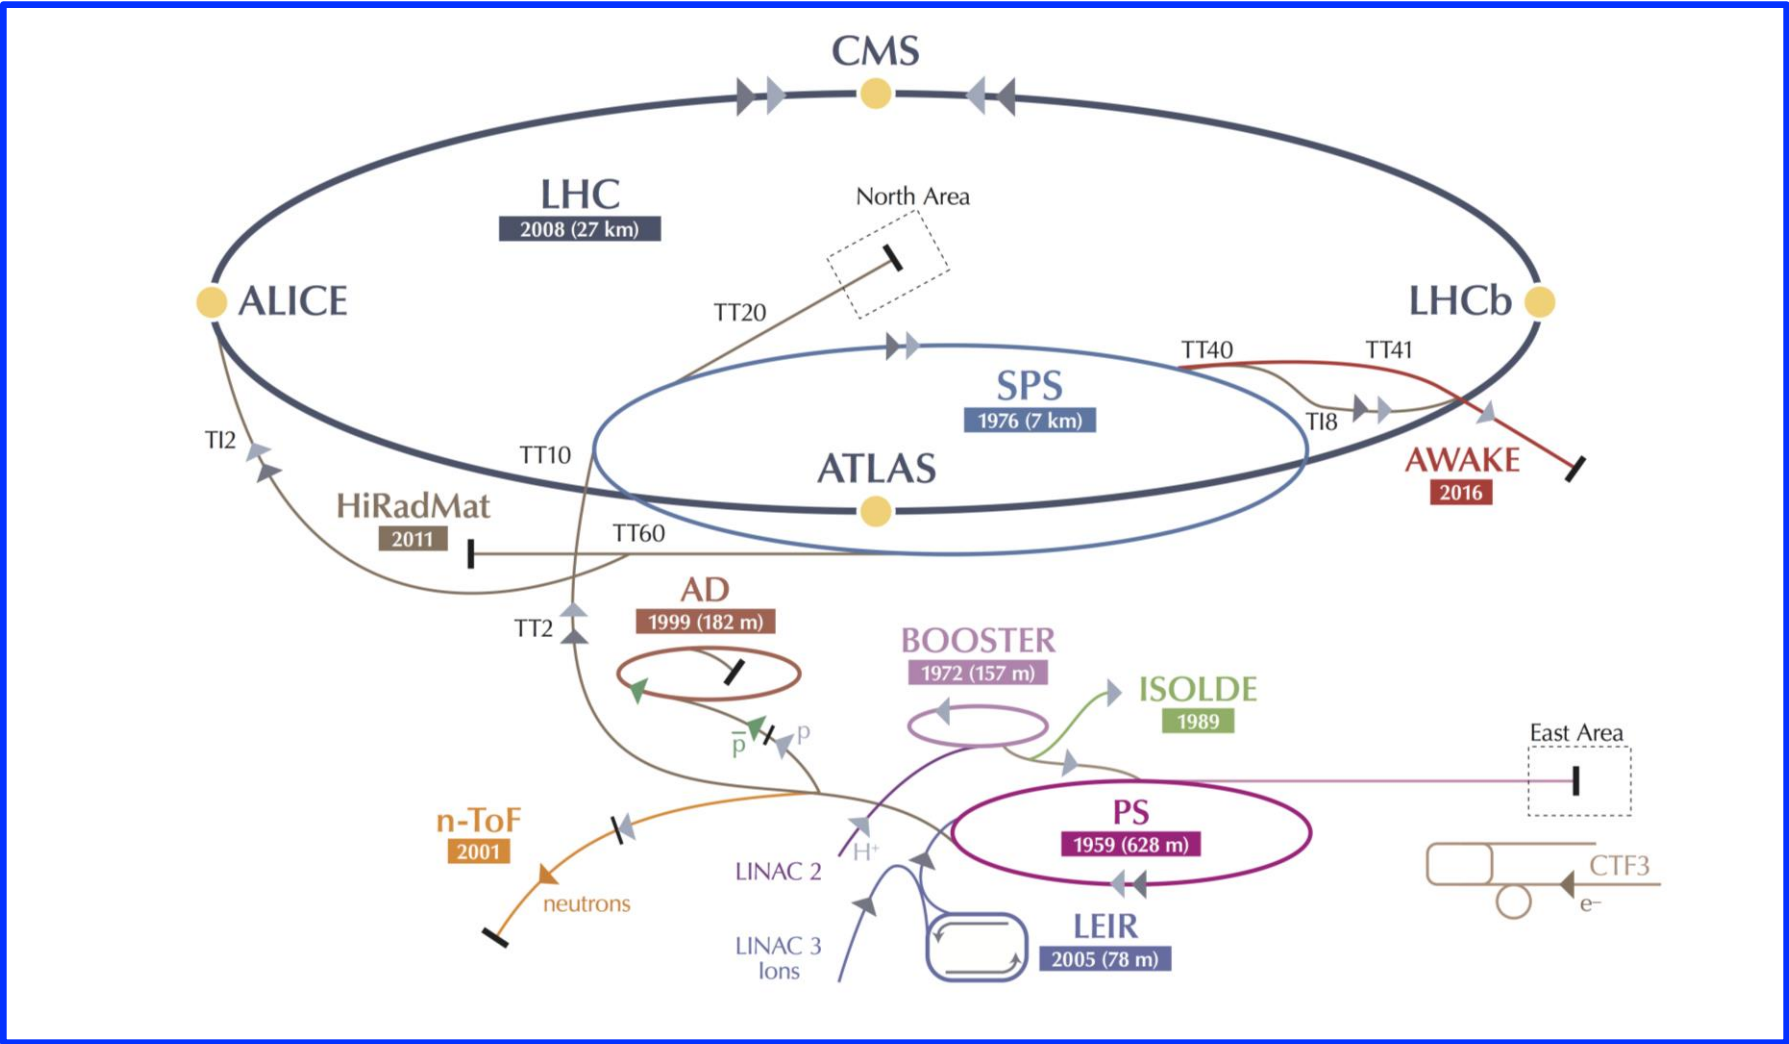 CMS
LHC
2008 (27 km)
North Area
ALICE
LHCb
TT20
TT40
TT41
SPS
1976 (7 km)
TI8
TI2
TT10
ATLAS
AWAKE
2016
HiRadMat
2011
TT60
AD
1999 (182 m)
TT2
BOOSTER
1972 (157 m)
ISOLDE
1989
p̅
p
East Area
n-ToF
2001
PS
1959 (628 m)
H⁺
LINAC 2
neutrons
CTF3
e⁻
LEIR
2005 (78 m)
LINAC 3
Ions